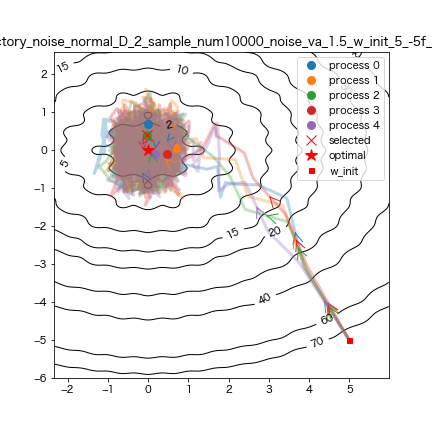 ctory_noise_normal_D_2_sample_num10000_noise_va_1.5_w_init_5_-5f_
process 0
process 1
process 2
process 3
process 4
selected
optimal
w_init
15
10
5
2
15
20
40
60
70
2
1
0
−1
−2
−3
−4
−5
−6
−2
−1
0
1
2
3
4
5